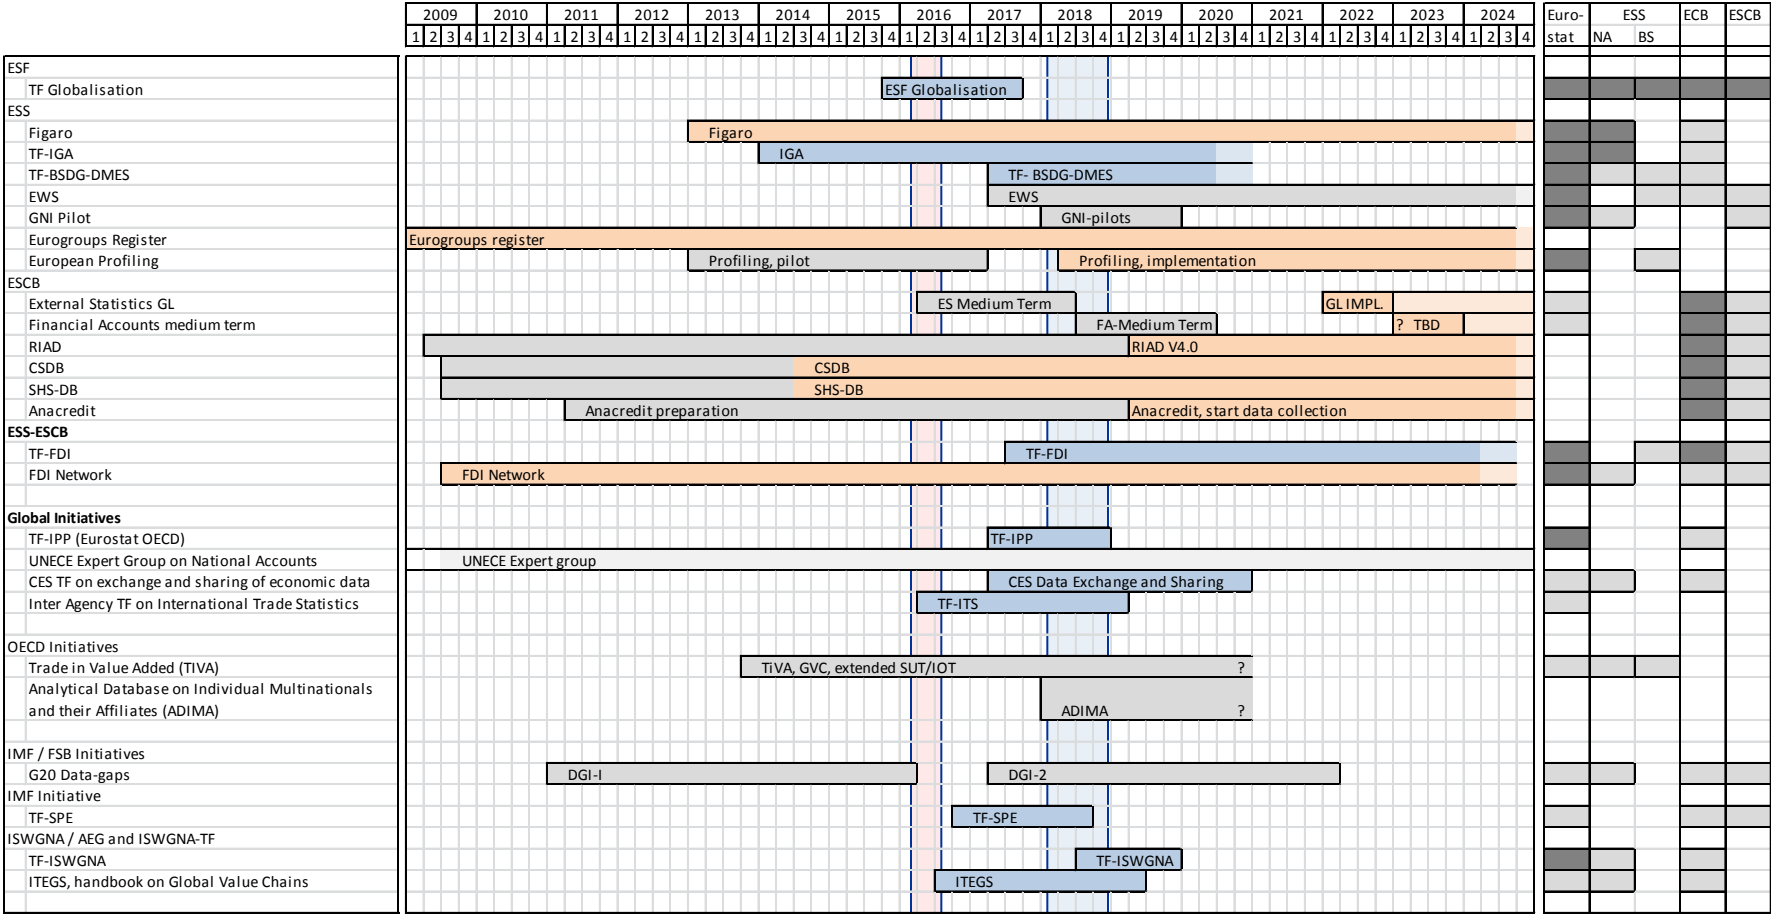 2009 2010 2011 2012 2013 2014 2015 2016 2017 2018 2019 2020 2021 2022 2023 2024 Euro- ESS ECB ESCB
1 2 3 4 1 2 3 4 1 2 3 4 1 2 3 4 1 2 3 4 1 2 3 4 1 2 3 4 1 2 3 4 1 2 3 4 1 2 3 4 1 2 3 4 1 2 3 4 1 2 3 4 1 2 3 4 1 2 3 4 1 2 3 4 stat NA BS
ESF
TF Globalisation ESF Globalisation
ESS
Figaro Figaro
TF-IGA IGA
TF-BSDG-DMES TF- BSDG-DMES
EWS EWS
GNI Pilot GNI-pilots
Eurogroups Register Eurogroups register
European Profiling Profiling, pilot Profiling, implementation
ESCB
External Statistics GL ES Medium Term GL IMPL.
Financial Accounts medium term FA-Medium Term ? TBD
RIAD RIAD V4.0
CSDB CSDB
SHS-DB SHS-DB
Anacredit Anacredit preparation Anacredit, start data collection
ESS-ESCB
TF-FDI TF-FDI
FDI Network FDI Network
Global Initiatives
TF-IPP (Eurostat OECD) TF-IPP
UNECE Expert Group on National Accounts UNECE Expert group
CES TF on exchange and sharing of economic data CES Data Exchange and Sharing
Inter Agency TF on International Trade Statistics TF-ITS
OECD Initiatives
Trade in Value Added (TIVA) TiVA, GVC, extended SUT/IOT ?
Analytical Database on Individual Multinationals
and their Affiliates (ADIMA) ADIMA ?
IMF / FSB Initiatives
G20 Data-gaps DGI-I DGI-2
IMF Initiative
TF-SPE TF-SPE
ISWGNA / AEG and ISWGNA-TF
TF-ISWGNA TF-ISWGNA
ITEGS, handbook on Global Value Chains ITEGS